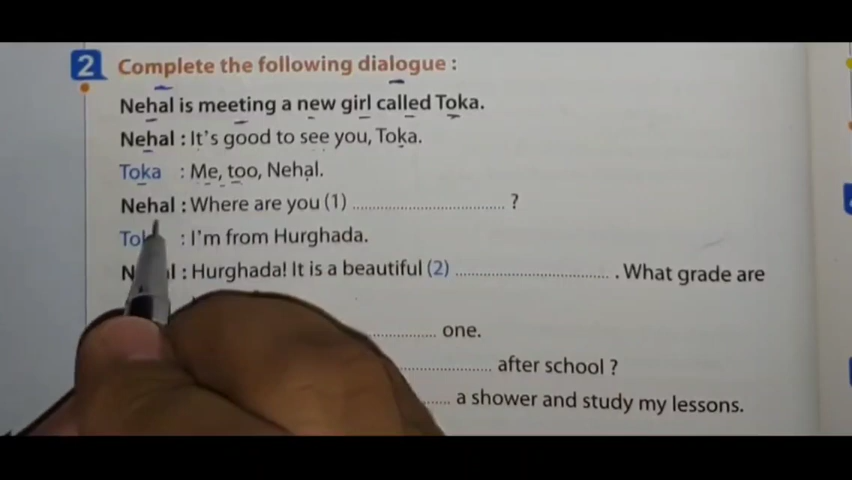 2 Complete the following dialogue :
Nehal is meeting a new girl called Toka.
Nehal : It's good to see you, Toka.
Toka : Me, too, Nehal.
Nehal : Where are you (1) ........................................ ?
: I'm from Hurghada.
: Hurghada! It is a beautiful (2) ........................................ . What grade are
one.
after school ?
a shower and study my lessons.